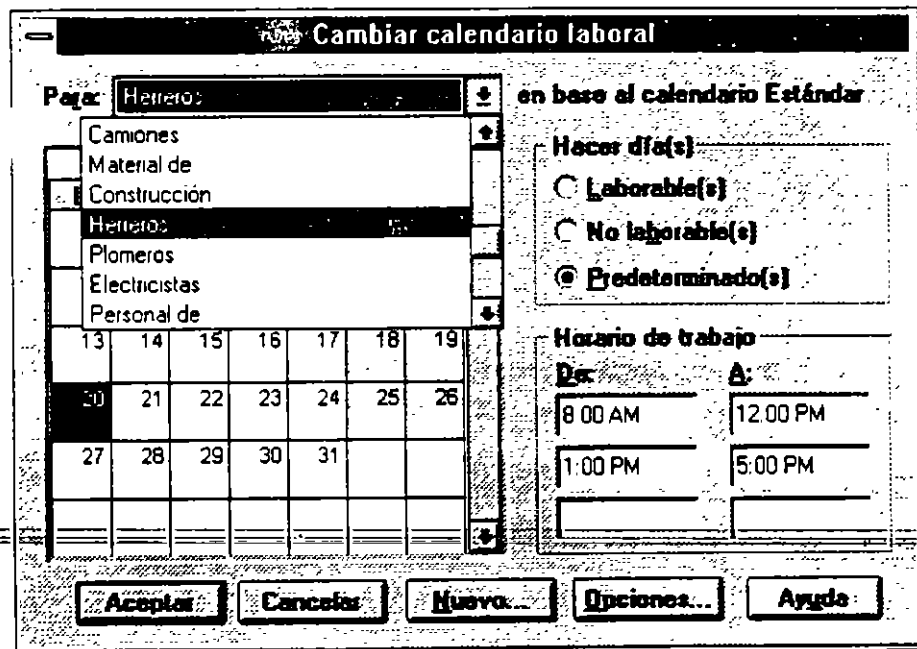 Cambiar calendario laboral
Para: Herreros en base al calendario Estándar
Camiones
Material de
Construcción
Herreros
Plomeros
Electricistas
Personal de
13 14 15 16 17 18 19
20 21 22 23 24 25 26
27 28 29 30 31
Hacer día(s)
Laborable(s)
No laborable(s)
Predeterminado(s)
Horario de trabajo
De: A:
8:00 AM 12:00 PM
1:00 PM 5:00 PM
Aceptar Cancelar Nuevo... Opciones... Ayuda